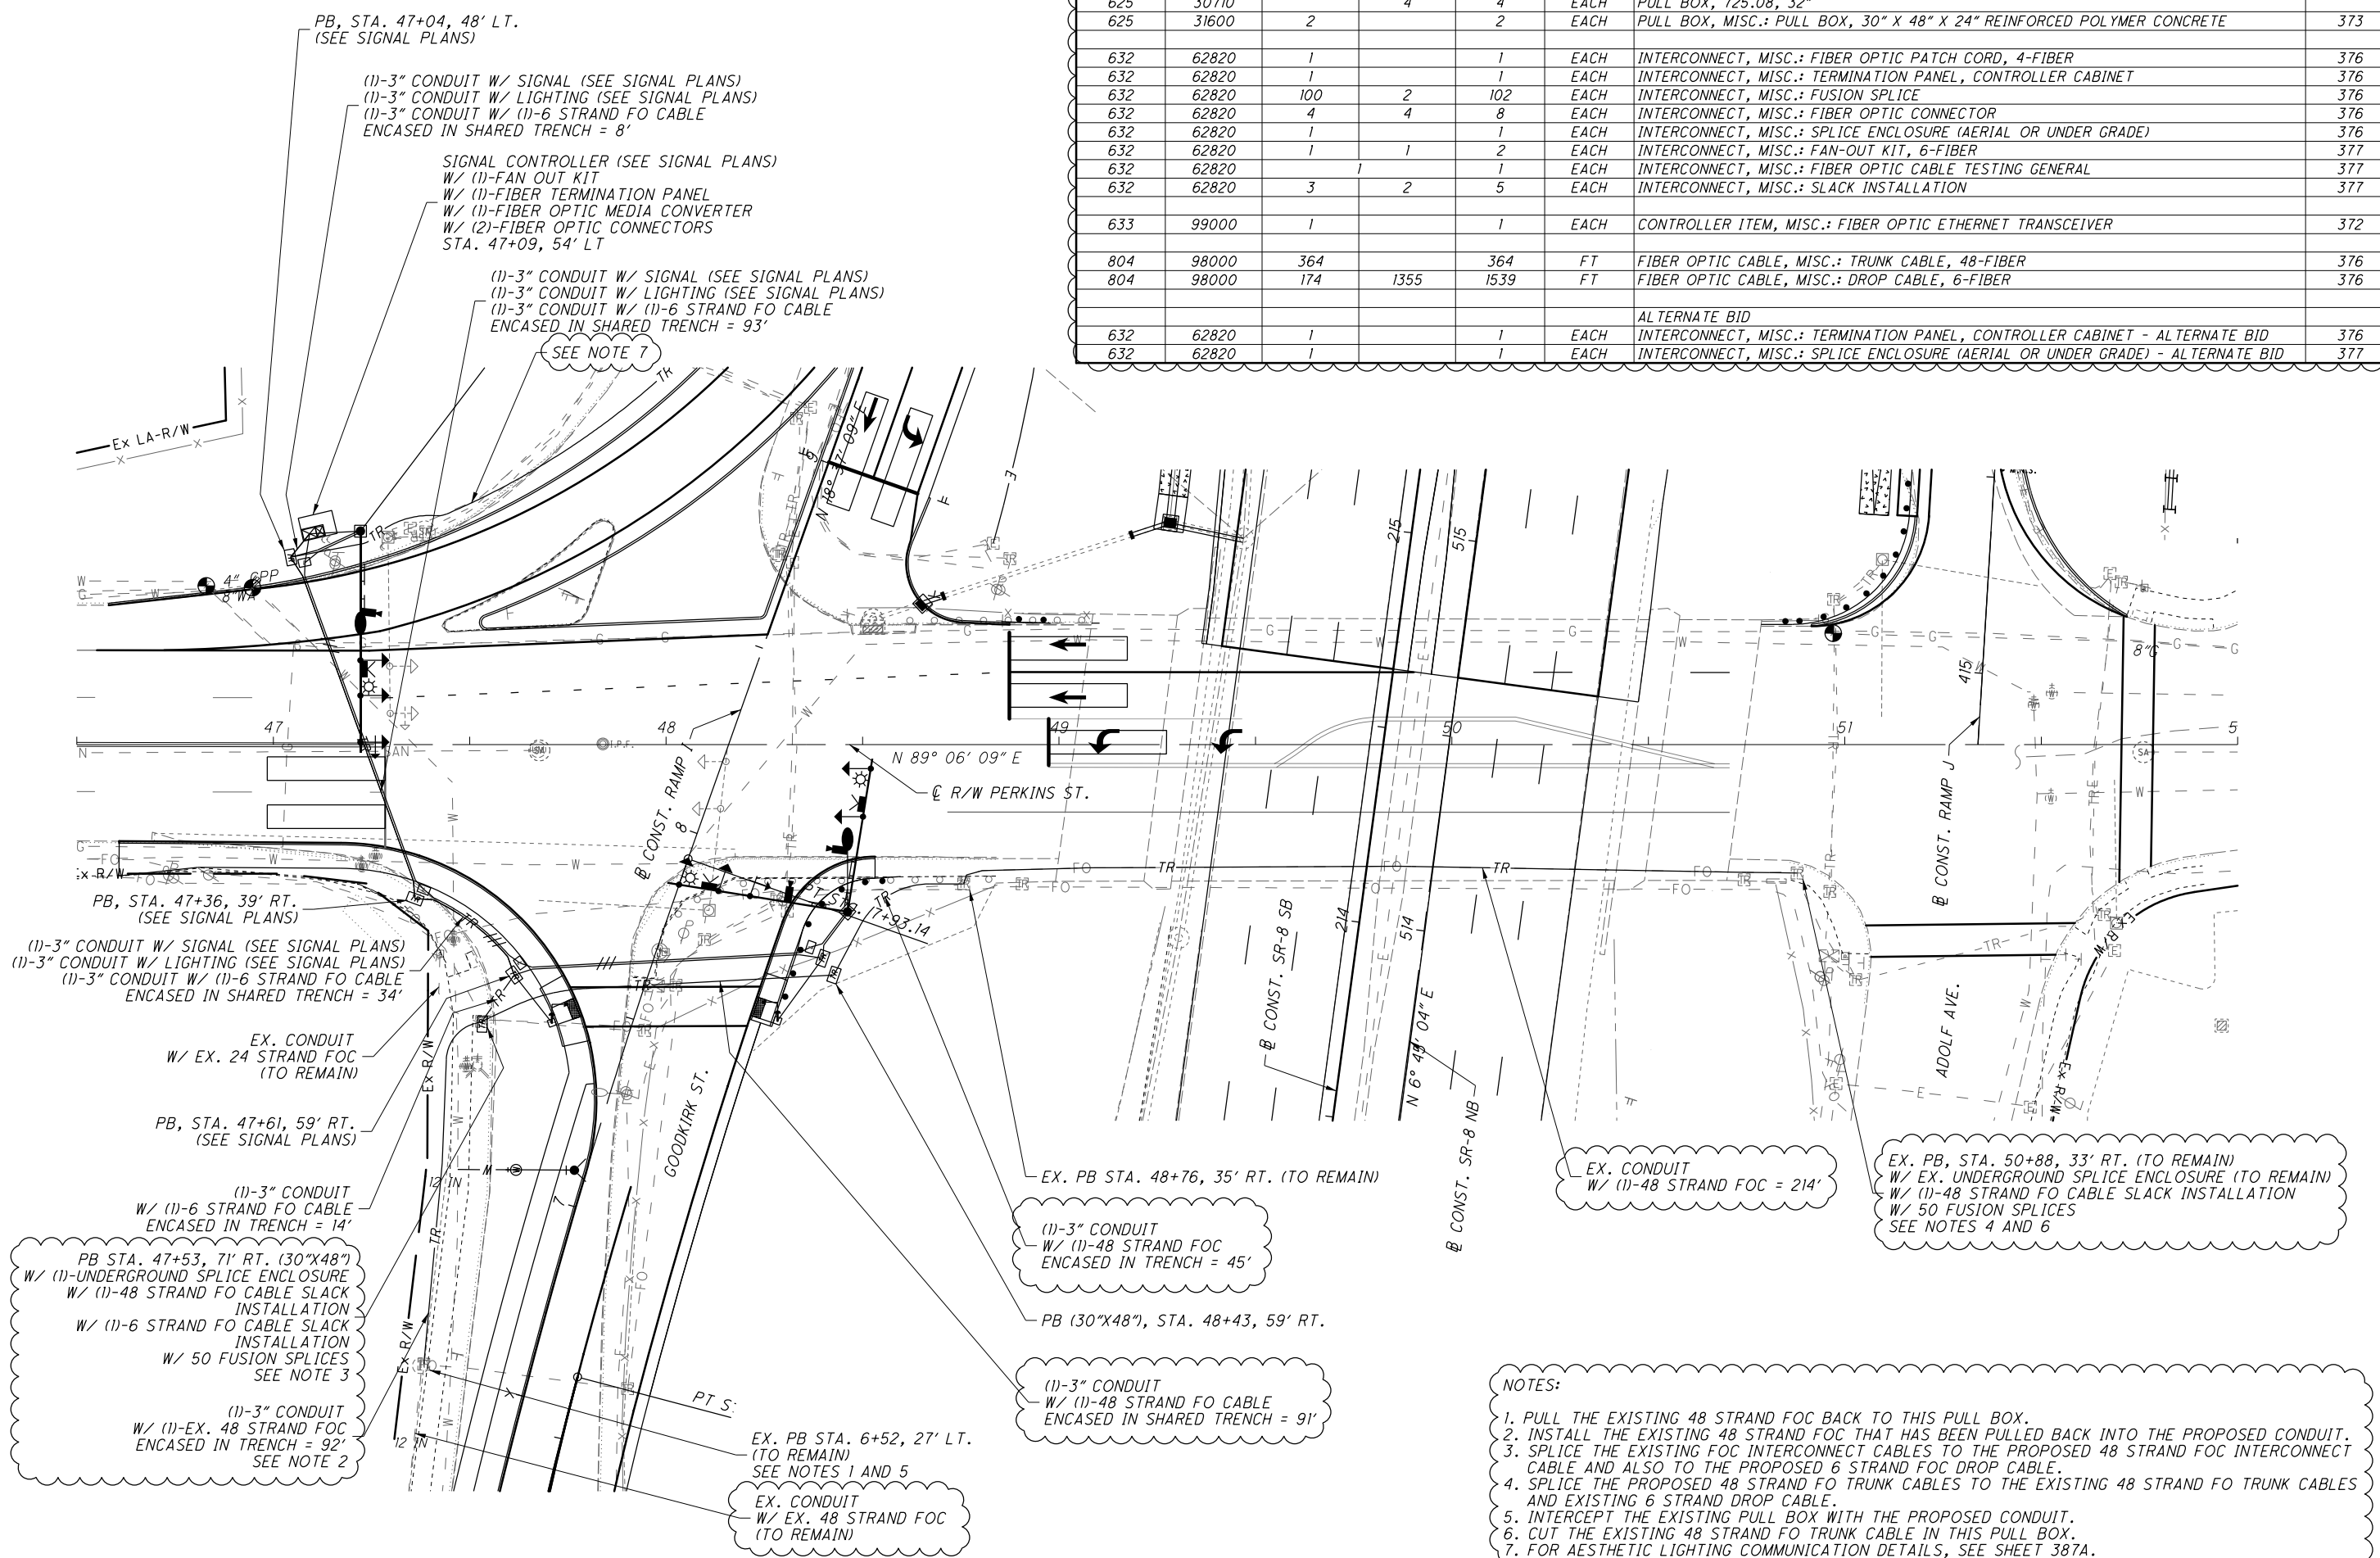 PB, STA. 47+04, 48' LT.
(SEE SIGNAL PLANS)
(1)-3" CONDUIT W/ SIGNAL (SEE SIGNAL PLANS)
(1)-3" CONDUIT W/ LIGHTING (SEE SIGNAL PLANS)
(1)-3" CONDUIT W/ (1)-6 STRAND FO CABLE
ENCASED IN SHARED TRENCH = 8'
SIGNAL CONTROLLER (SEE SIGNAL PLANS)
W/ (1)-FAN OUT KIT
W/ (1)-FIBER TERMINATION PANEL
W/ (1)-FIBER OPTIC MEDIA CONVERTER
W/ (2)-FIBER OPTIC CONNECTORS
STA. 47+09, 54' LT
(1)-3" CONDUIT W/ SIGNAL (SEE SIGNAL PLANS)
(1)-3" CONDUIT W/ LIGHTING (SEE SIGNAL PLANS)
(1)-3" CONDUIT W/ (1)-6 STRAND FO CABLE
ENCASED IN SHARED TRENCH = 93'
SEE NOTE 7
625 30710 4 4 EACH PULL BOX, 725.08, 32"
625 31600 2 2 EACH PULL BOX, MISC.: PULL BOX, 30" X 48" X 24" REINFORCED POLYMER CONCRETE 373
632 62820 1 1 EACH INTERCONNECT, MISC.: FIBER OPTIC PATCH CORD, 4-FIBER 376
632 62820 1 1 EACH INTERCONNECT, MISC.: TERMINATION PANEL, CONTROLLER CABINET 376
632 62820 100 2 102 EACH INTERCONNECT, MISC.: FUSION SPLICE 376
632 62820 4 4 8 EACH INTERCONNECT, MISC.: FIBER OPTIC CONNECTOR 376
632 62820 1 1 EACH INTERCONNECT, MISC.: SPLICE ENCLOSURE (AERIAL OR UNDER GRADE) 376
632 62820 1 1 2 EACH INTERCONNECT, MISC.: FAN-OUT KIT, 6-FIBER 377
632 62820 1 1 EACH INTERCONNECT, MISC.: FIBER OPTIC CABLE TESTING GENERAL 377
632 62820 3 2 5 EACH INTERCONNECT, MISC.: SLACK INSTALLATION 377
633 99000 1 1 EACH CONTROLLER ITEM, MISC.: FIBER OPTIC ETHERNET TRANSCEIVER 372
804 98000 364 364 FT FIBER OPTIC CABLE, MISC.: TRUNK CABLE, 48-FIBER 376
804 98000 174 1355 1539 FT FIBER OPTIC CABLE, MISC.: DROP CABLE, 6-FIBER 376
ALTERNATE BID
632 62820 1 1 EACH INTERCONNECT, MISC.: TERMINATION PANEL, CONTROLLER CABINET - ALTERNATE BID 376
632 62820 1 1 EACH INTERCONNECT, MISC.: SPLICE ENCLOSURE (AERIAL OR UNDER GRADE) - ALTERNATE BID 377
Ex LA-R/W
TR
N 18° 37' 09" E
4" CPP
8" WA
215
515
415
8"G
47
48
49
50
51
5
SAN
I.P.F.
N 89° 06' 09" E
℄ R/W PERKINS ST.
℄ CONST. RAMP I
8
℄ CONST. RAMP J
Ex R/W
PB, STA. 47+36, 39' RT.
(SEE SIGNAL PLANS)
(1)-3" CONDUIT W/ SIGNAL (SEE SIGNAL PLANS)
(1)-3" CONDUIT W/ LIGHTING (SEE SIGNAL PLANS)
(1)-3" CONDUIT W/ (1)-6 STRAND FO CABLE
ENCASED IN SHARED TRENCH = 34'
EX. CONDUIT
W/ EX. 24 STRAND FOC
(TO REMAIN)
PB, STA. 47+61, 59' RT.
(SEE SIGNAL PLANS)
(1)-3" CONDUIT
W/ (1)-6 STRAND FO CABLE
ENCASED IN TRENCH = 14'
PB STA. 47+53, 71' RT. (30"X48")
W/ (1)-UNDERGROUND SPLICE ENCLOSURE
W/ (1)-48 STRAND FO CABLE SLACK
INSTALLATION
W/ (1)-6 STRAND FO CABLE SLACK
INSTALLATION
W/ 50 FUSION SPLICES
SEE NOTE 3
(1)-3" CONDUIT
W/ (1)-EX. 48 STRAND FOC
ENCASED IN TRENCH = 92'
SEE NOTE 2
Ex R/W
Ex R/W
12 IN
12 IN
7
GOODKIRK ST.
PT S
℄ CONST. SR-8 SB
214
514
N 6° 45' 04" E
℄ CONST. SR-8 NB
ADOLF AVE.
Ex R/W
Ex R/W
EX. PB STA. 48+76, 35' RT. (TO REMAIN)
(1)-3" CONDUIT
W/ (1)-48 STRAND FOC
ENCASED IN TRENCH = 45'
PB (30"X48"), STA. 48+43, 59' RT.
(1)-3" CONDUIT
W/ (1)-48 STRAND FO CABLE
ENCASED IN SHARED TRENCH = 91'
EX. PB STA. 6+52, 27' LT.
(TO REMAIN)
SEE NOTES 1 AND 5
EX. CONDUIT
W/ EX. 48 STRAND FOC
(TO REMAIN)
EX. CONDUIT
W/ (1)-48 STRAND FOC = 214'
EX. PB, STA. 50+88, 33' RT. (TO REMAIN)
W/ EX. UNDERGROUND SPLICE ENCLOSURE (TO REMAIN)
W/ (1)-48 STRAND FO CABLE SLACK INSTALLATION
W/ 50 FUSION SPLICES
SEE NOTES 4 AND 6
NOTES:
1. PULL THE EXISTING 48 STRAND FOC BACK TO THIS PULL BOX.
2. INSTALL THE EXISTING 48 STRAND FOC THAT HAS BEEN PULLED BACK INTO THE PROPOSED CONDUIT.
3. SPLICE THE EXISTING FOC INTERCONNECT CABLES TO THE PROPOSED 48 STRAND FOC INTERCONNECT
CABLE AND ALSO TO THE PROPOSED 6 STRAND FOC DROP CABLE.
4. SPLICE THE PROPOSED 48 STRAND FO TRUNK CABLES TO THE EXISTING 48 STRAND FO TRUNK CABLES
AND EXISTING 6 STRAND DROP CABLE.
5. INTERCEPT THE EXISTING PULL BOX WITH THE PROPOSED CONDUIT.
6. CUT THE EXISTING 48 STRAND FO TRUNK CABLE IN THIS PULL BOX.
7. FOR AESTHETIC LIGHTING COMMUNICATION DETAILS, SEE SHEET 387A.